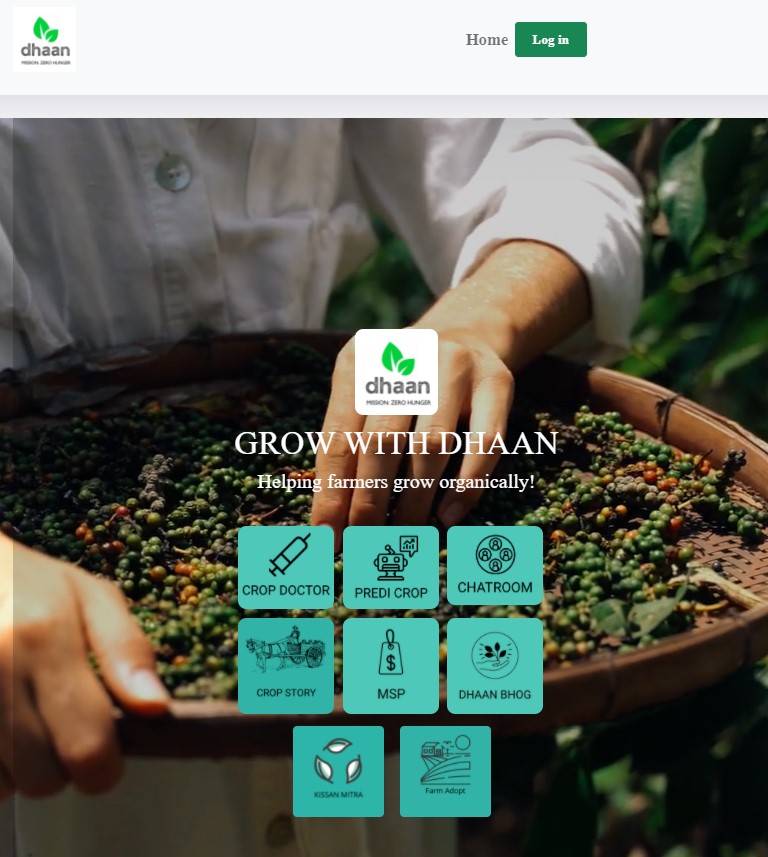 dhaan
MISSION: ZERO HUNGER
Home
Log in
dhaan
MISSION: ZERO HUNGER
GROW WITH DHAAN
Helping farmers grow organically!
CROP DOCTOR
PREDI CROP
CHATROOM
CROP STORY
$
MSP
DHAAN BHOG
KISSAN MITRA
Farm Adopt